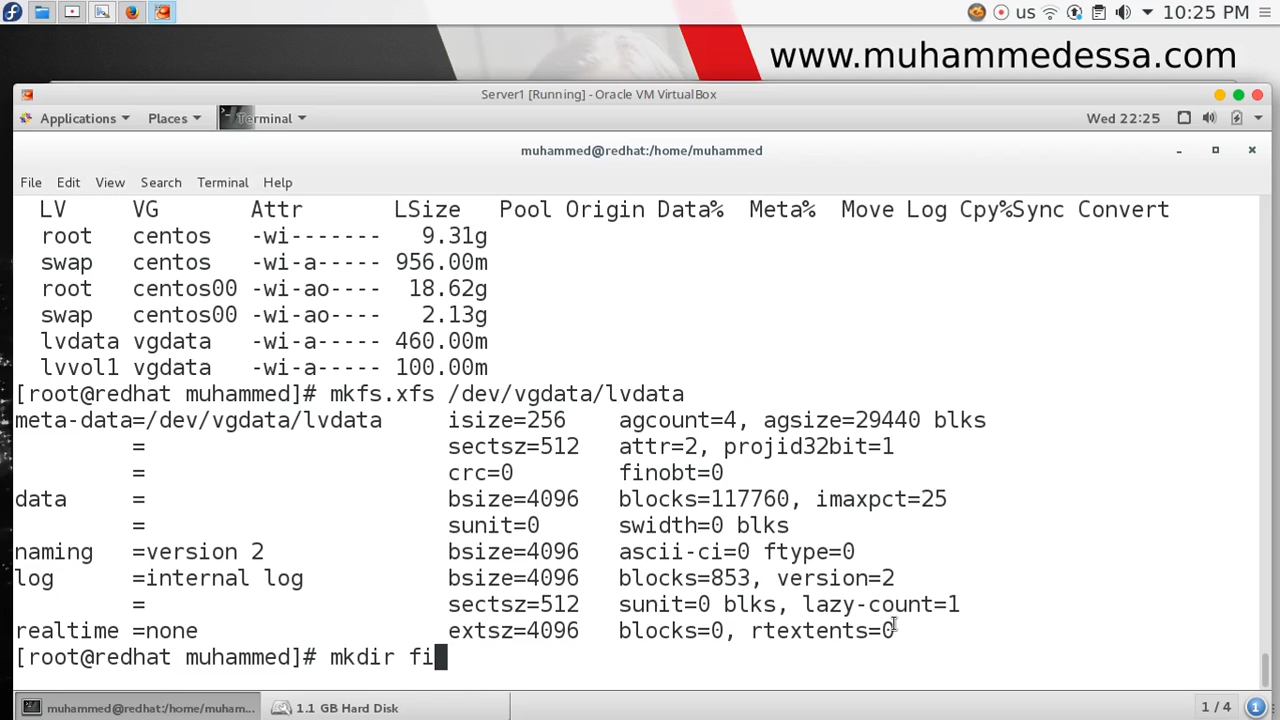 us 10:25 PM
www.muhammedessa.com
Server1 [Running] - Oracle VM VirtualBox
Applications Places Terminal Wed 22:25
muhammed@redhat:/home/muhammed
File Edit View Search Terminal Help
LV VG Attr LSize Pool Origin Data% Meta% Move Log Cpy%Sync Convert
root centos -wi------- 9.31g
swap centos -wi-a----- 956.00m
root centos00 -wi-ao---- 18.62g
swap centos00 -wi-ao---- 2.13g
lvdata vgdata -wi-a----- 460.00m
lvvol1 vgdata -wi-a----- 100.00m
[root@redhat muhammed]# mkfs.xfs /dev/vgdata/lvdata
meta-data=/dev/vgdata/lvdata isize=256 agcount=4, agsize=29440 blks
= sectsz=512 attr=2, projid32bit=1
= crc=0 finobt=0
data = bsize=4096 blocks=117760, imaxpct=25
= sunit=0 swidth=0 blks
naming =version 2 bsize=4096 ascii-ci=0 ftype=0
log =internal log bsize=4096 blocks=853, version=2
= sectsz=512 sunit=0 blks, lazy-count=1
realtime =none extsz=4096 blocks=0, rtextents=0
[root@redhat muhammed]# mkdir fi
muhammed@redhat:/home/muham... 1.1 GB Hard Disk 1 / 4 1